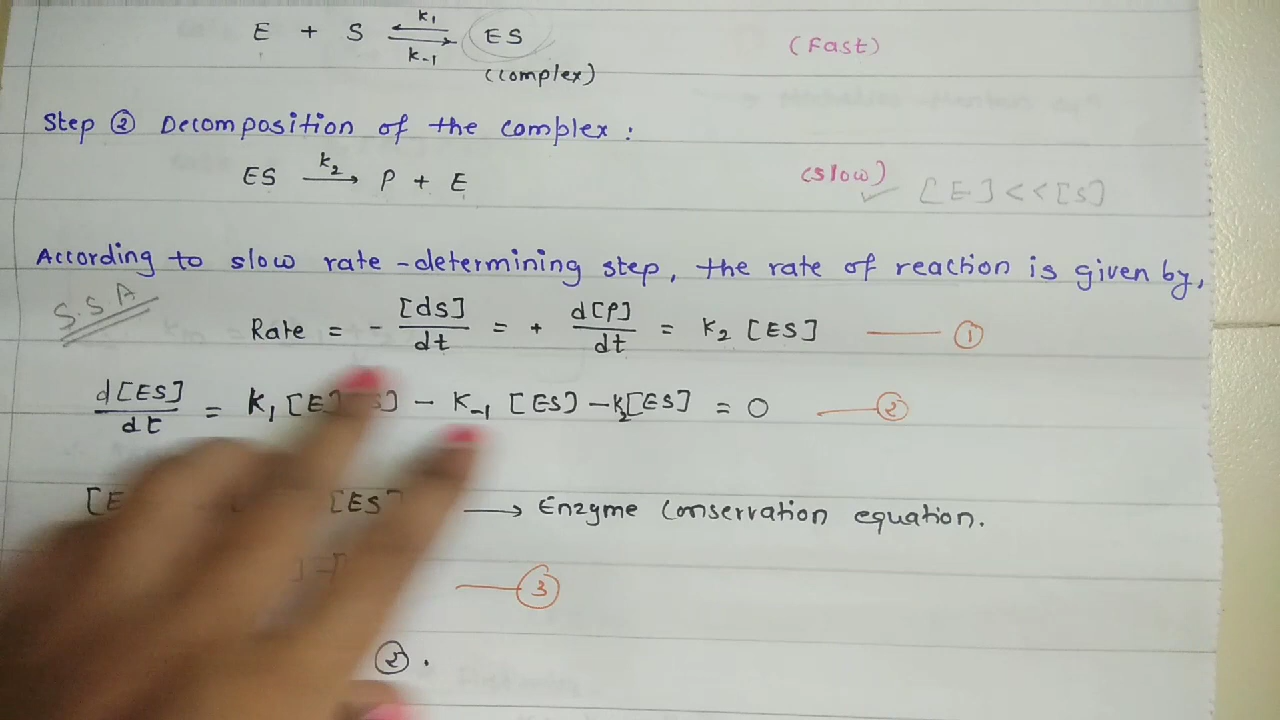 E + S ⇌ ES (Fast)
k₁
k₋₁
(complex)
Step ② Decomposition of the complex :
ES —k₂→ P + E (slow) ✓ [E]<<[S]
According to slow rate-determining step, the rate of reaction is given by,
S.S.A
Rate = - [ds]/dt = + d[P]/dt = k₂ [ES] —— ①
d[ES]/dt = K₁ [E][S] - K₋₁ [ES] - K₂[ES] = 0 —— ②
[E [ES] → Enzyme conservation equation.
—— ③
② .